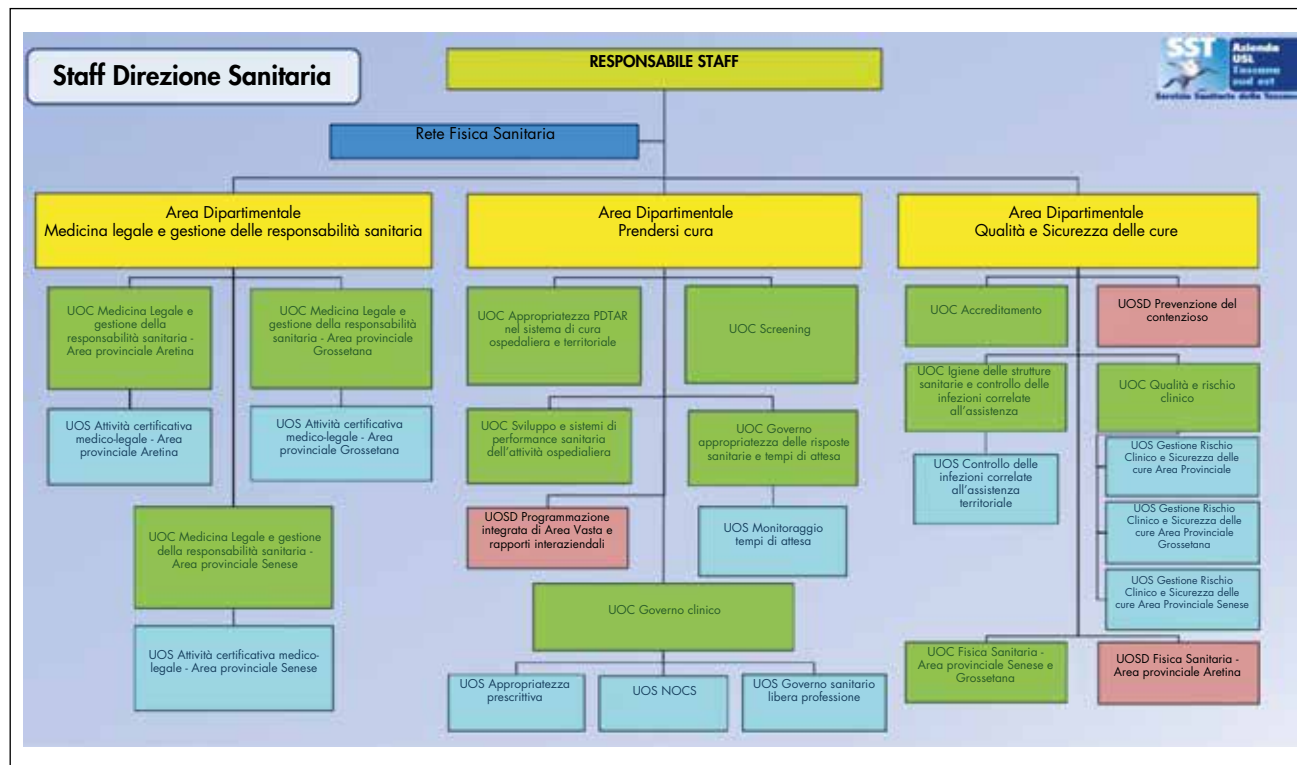 Staff Direzione Sanitaria
RESPONSABILE STAFF
SST Azienda
USL
Toscana
sud est
Servizio Sanitario della Toscana
Rete Fisica Sanitaria
Area Dipartimentale
Medicina legale e gestione delle responsabilità sanitaria
Area Dipartimentale
Prendersi cura
Area Dipartimentale
Qualità e Sicurezza delle cure
UOC Medicina Legale e
gestione della
responsabilità sanitaria -
Area provinciale Aretina
UOC Medicina Legale e
gestione della responsabilità
sanitaria - Area provinciale
Grossetana
UOS Attività certificativa
medico-legale - Area
provinciale Aretina
UOS Attività certificativa
medico-legale - Area
provinciale Grossetana
UOC Medicina Legale e gestione
della responsabilità sanitaria -
Area provinciale Senese
UOS Attività certificativa medico-
legale - Area provinciale Senese
UOC Appropriatezza PDTAR
nel sistema di cura
ospedaliera e territoriale
UOC Screening
UOC Sviluppo e sistemi di
performance sanitaria
dell'attività ospedialiera
UOC Governo
appropriatezza delle risposte
sanitarie e tempi di attesa
UOSD Programmazione
integrata di Area Vasta e
rapporti interaziendali
UOS Monitoraggio
tempi di attesa
UOC Governo clinico
UOS Appropriatezza
prescrittiva
UOS NOCS
UOS Governo sanitario
libera professione
UOC Accreditamento
UOSD Prevenzione del
contenzioso
UOC Igiene delle strutture
sanitarie e controllo delle
infezioni correlate
all'assistenza
UOC Qualità e rischio
clinico
UOS Controllo delle
infezioni correlate
all'assistenza
territoriale
UOS Gestione Rischio
Clinico e Sicurezza delle
cure Area Provinciale
UOS Gestione Rischio
Clinico e Sicurezza delle
cure Area Provinciale
Grossetana
UOS Gestione Rischio
Clinico e Sicurezza delle
cure Area Provinciale Senese
UOC Fisica Sanitaria -
Area provinciale Senese e
Grossetana
UOSD Fisica Sanitaria -
Area provinciale Aretina